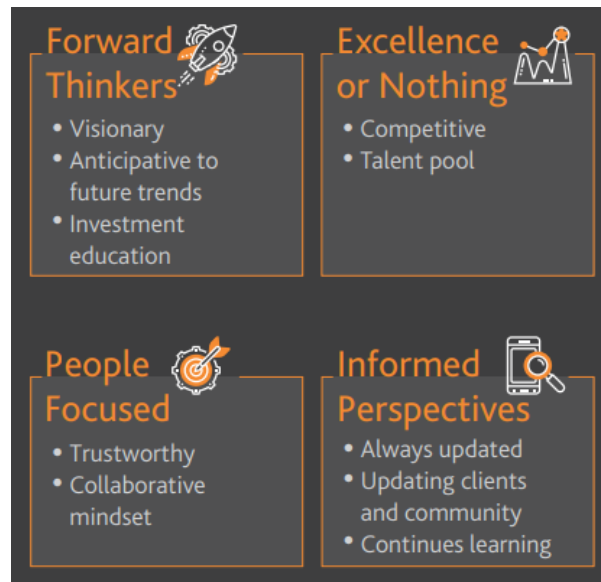 Forward
Thinkers
• Visionary
• Anticipative to
future trends
• Investment
education
Excellence
or Nothing
• Competitive
• Talent pool
People
Focused
• Trustworthy
• Collaborative
mindset
Informed
Perspectives
• Always updated
• Updating clients
and community
• Continues learning